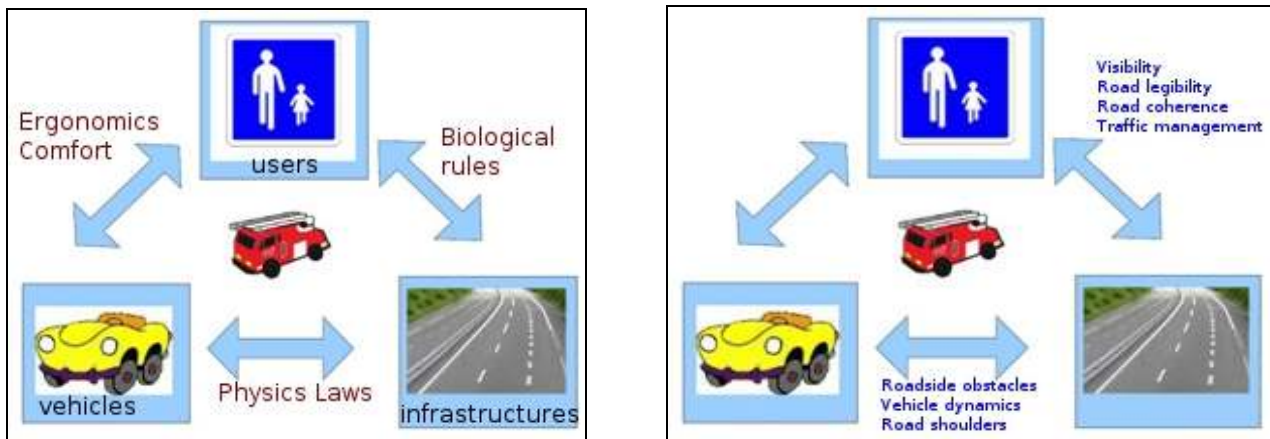 Ergonomics
Comfort
users
Biological
rules
vehicles
Physics Laws
infrastructures
Visibility
Road legibility
Road coherence
Traffic management
Roadside obstacles
Vehicle dynamics
Road shoulders